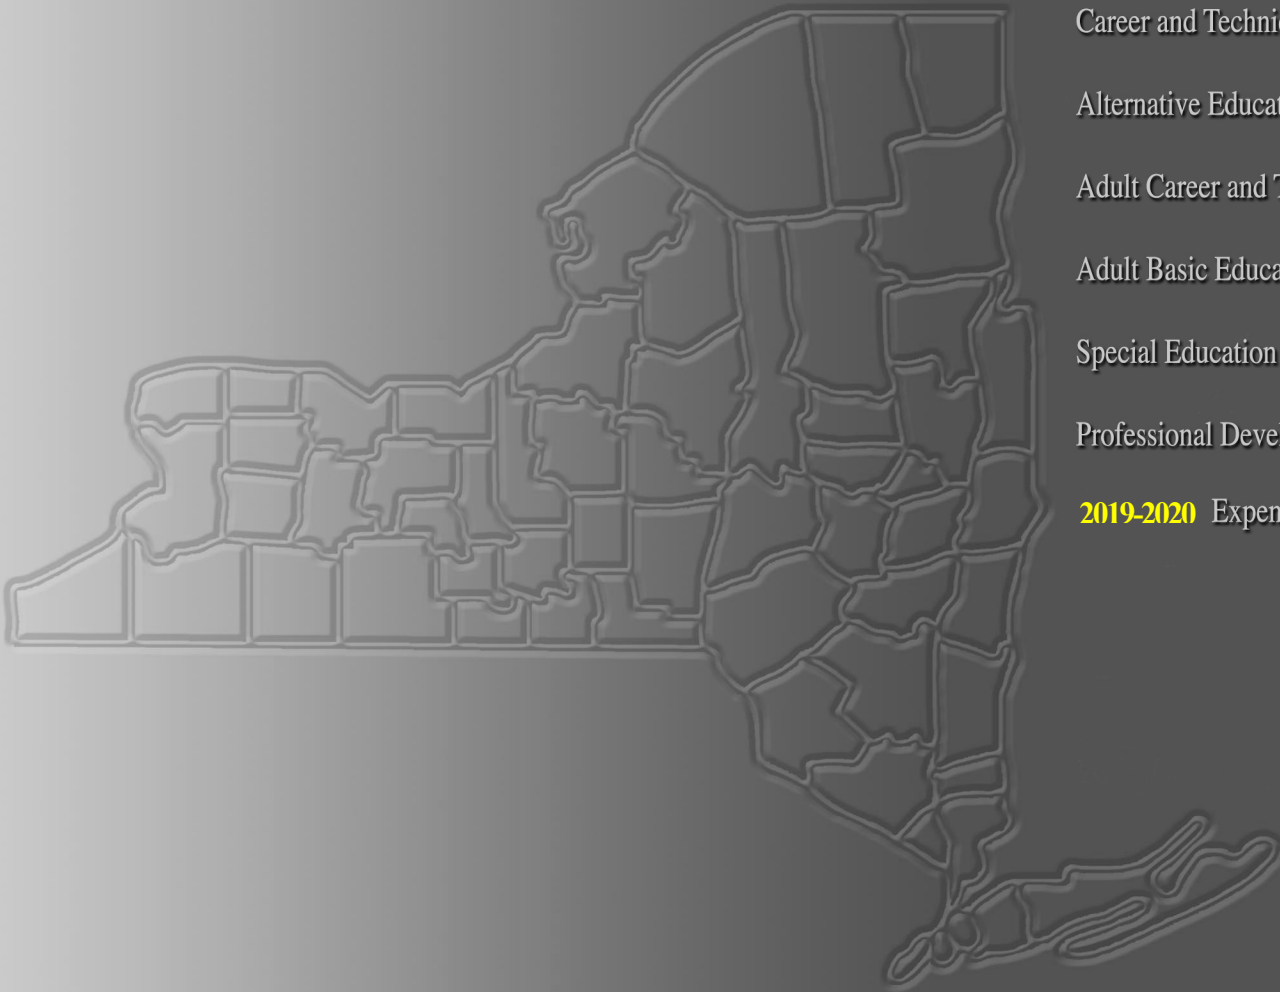 Career and Techni
Alternative Educat
Adult Career and T
Adult Basic Educa
Special Education
Professional Devel
2019-2020 Expen